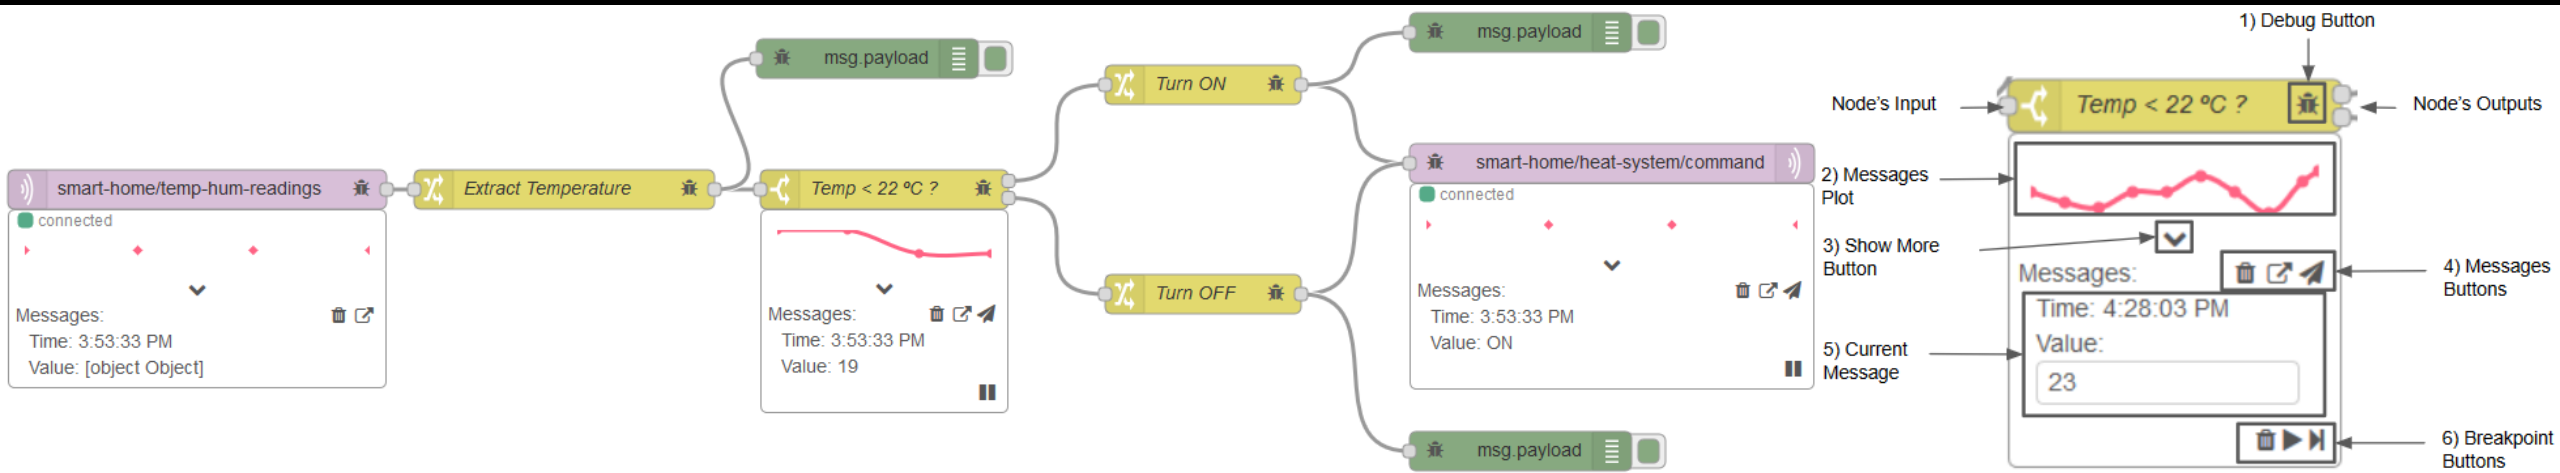 msg.payload
msg.payload
Turn ON
smart-home/temp-hum-readings
connected
Messages:
Time: 3:53:33 PM
Value: [object Object]
Extract Temperature
Temp < 22 ºC ?
Messages:
Time: 3:53:33 PM
Value: 19
Turn OFF
smart-home/heat-system/command
connected
Messages:
Time: 3:53:33 PM
Value: ON
msg.payload
1) Debug Button
Node's Input
Temp < 22 ºC ?
Node's Outputs
2) Messages
Plot
3) Show More
Button
Messages:
4) Messages
Buttons
Time: 4:28:03 PM
Value:
23
5) Current
Message
6) Breakpoint
Buttons